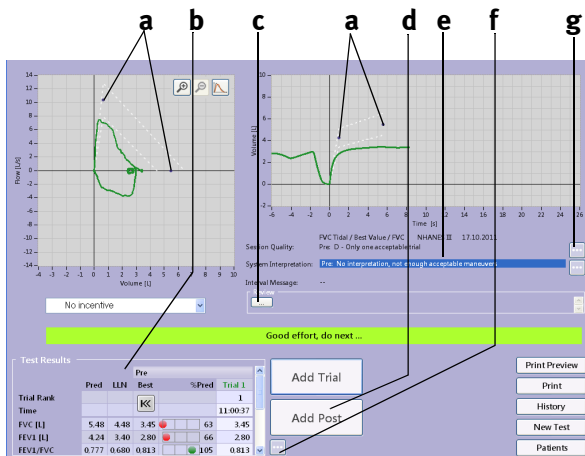 a b c a d e f g
14
12
10
8
6
4
2
0
-2
-4
-6
-8
-10
-12
-14
Flow [L/s]
-6 -5 -4 -3 -2 -1 0 1 2 3 4 5 6 7 8 9 10
Volume [L]
10
8
6
4
2
0
-2
Volume [L]
-6 -4 -2 0 2 4 6 8 10 12 14 16 18 20 22 24 26
Time [s]
FVC Tidal / Best Value / FVC NHANES III 17.10.2011
Session Quality: Pre D - Only one acceptable trial
...
System Interpretation: Pre: No interpretation, not enough acceptable maneuvers
...
Interval Message: --
...
No incentive
Good effort, do next ...
Test Results
Pre
Pred LLN Best %Pred Trial 1
Trial Rank 1
Time 11:00:37
FVC [L] 5.48 4.48 3.45 63 3.45
FEV1 [L] 4.24 3.40 2.80 66 2.80
FEV1/FVC 0.777 0.680 0.813 105 0.813
Add Trial
Add Post
...
Print Preview
Print
History
New Test
Patients